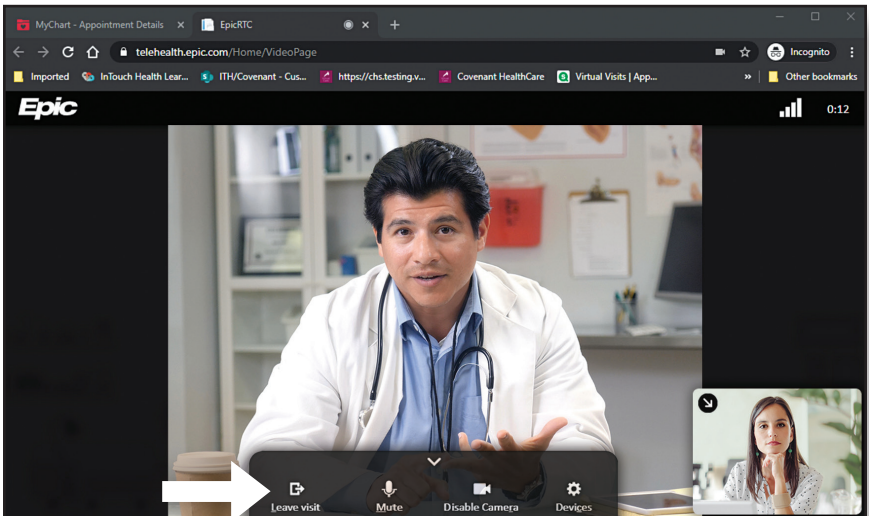 MyChart - Appointment Details
EpicRTC
telehealth.epic.com/Home/VideoPage
Incognito
Imported
InTouch Health Lear...
ITH/Covenant - Cus...
https://chs.testing.v...
Covenant HealthCare
Virtual Visits | App...
»
Other bookmarks
Epic
0:12
Leave visit
Mute
Disable Camera
Devices